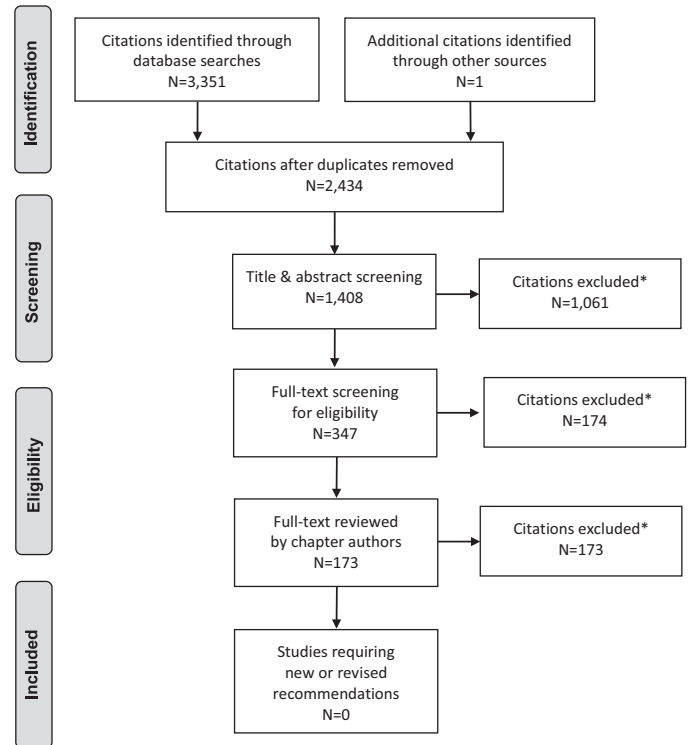 Identification
Citations identified through
database searches
N=3,351
Additional citations identified
through other sources
N=1
Citations after duplicates removed
N=2,434
Screening
Title & abstract screening
N=1,408
Citations excluded*
N=1,061
Eligibility
Full-text screening
for eligibility
N=347
Citations excluded*
N=174
Full-text reviewed
by chapter authors
N=173
Citations excluded*
N=173
Included
Studies requiring
new or revised
recommendations
N=0